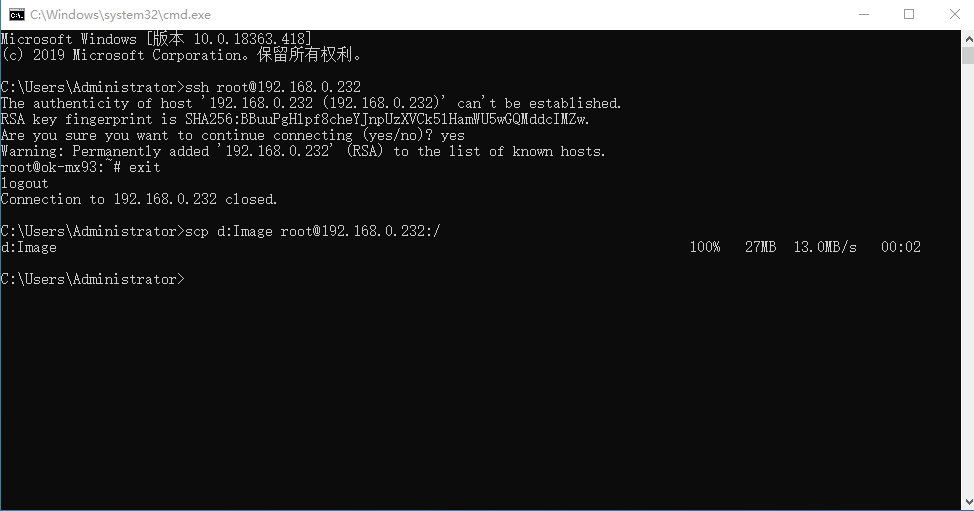 C:\Windows\system32\cmd.exe
Microsoft Windows [版本 10.0.18363.418]
(c) 2019 Microsoft Corporation。保留所有权利。
C:\Users\Administrator>ssh root@192.168.0.232
The authenticity of host '192.168.0.232 (192.168.0.232)' can't be established.
RSA key fingerprint is SHA256:BBuuPgHlpf8cheYJnpUzXVCk51HamWU5wGQMddcIMZw.
Are you sure you want to continue connecting (yes/no)? yes
Warning: Permanently added '192.168.0.232' (RSA) to the list of known hosts.
root@ok-mx93:~# exit
logout
Connection to 192.168.0.232 closed.
C:\Users\Administrator>scp d:Image root@192.168.0.232:/
d:Image 100% 27MB 13.0MB/s 00:02
C:\Users\Administrator>